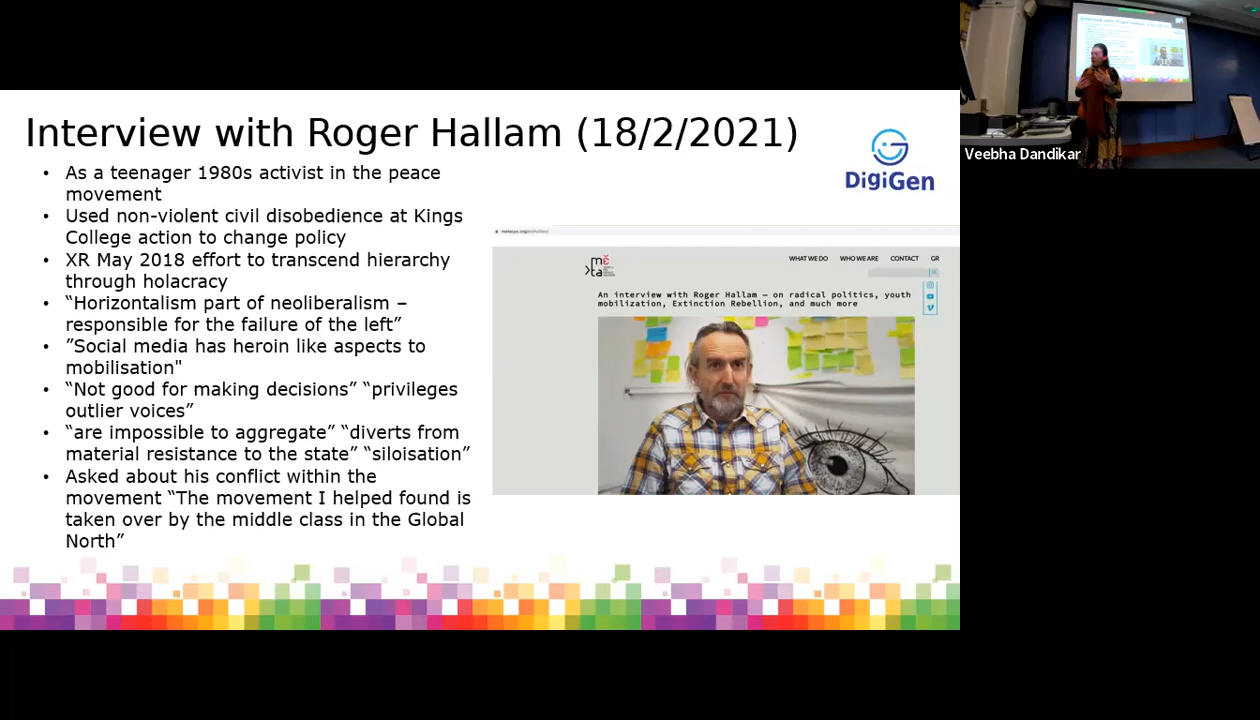 Interview with Roger Hallam (18/2/2021)
DigiGen
• As a teenager 1980s activist in the peace
movement
• Used non-violent civil disobedience at Kings
College action to change policy
• XR May 2018 effort to transcend hierarchy
through holacracy
• “Horizontalism part of neoliberalism –
responsible for the failure of the left”
• ”Social media has heroin like aspects to
mobilisation"
• “Not good for making decisions” “privileges
outlier voices”
• “are impossible to aggregate” “diverts from
material resistance to the state” “siloisation”
• Asked about his conflict within the
movement “The movement I helped found is
taken over by the middle class in the Global
North”
mĕta
WHAT WE DO WHO WE ARE CONTACT GR
An interview with Roger Hallam — on radical politics, youth
mobilization, Extinction Rebellion, and much more
Veebha Dandikar